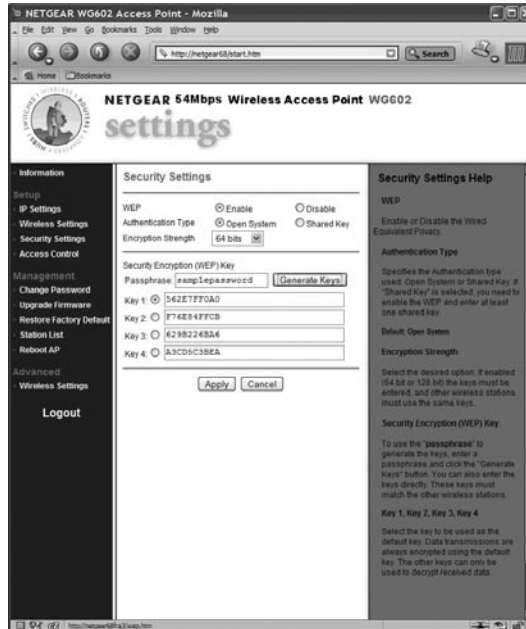 NETGEAR WG602 Access Point - Mozilla
File Edit View Go Bookmarks Tools Window Help
http://netgear68/start.htm
Search
Home Bookmarks
NETGEAR 54Mbps Wireless Access Point WG602
settings
Information
Setup
IP Settings
Wireless Settings
Security Settings
Access Control
Management
Change Password
Upgrade Firmware
Restore Factory Default
Station List
Reboot AP
Advanced
Wireless Settings
Logout
Security Settings
WEP Enable Disable
Authentication Type Open System Shared Key
Encryption Strength 64 bits
Security Encryption (WEP) Key
Passphrase: samplepassword Generate Keys
Key 1: 562E7FF0A0
Key 2: F76E84FFCB
Key 3: 629B226BA6
Key 4: A3CD5C3BEA
Apply Cancel
Security Settings Help
WEP
Enable or Disable the Wired
Equivalent Privacy.
Authentication Type
Specifies the Authentication type
used: Open System or Shared Key. If
"Shared Key" is selected, you need to
enable the WEP and enter at least
one shared key.
Default: Open System
Encryption Strength
Select the desired option. If enabled
(64 bit or 128 bit) the keys must be
entered, and other wireless stations
must use the same keys.
Security Encryption (WEP) Key
To use the "passphrase" to
generate the keys, enter a
passphrase and click the "Generate
Keys" button. You can also enter the
keys directly. These keys must
match the other wireless stations.
Key 1, Key 2, Key 3, Key 4
Select the key to be used as the
default key. Data transmissions are
always encrypted using the default
key. The other keys can only be
used to decrypt received data.